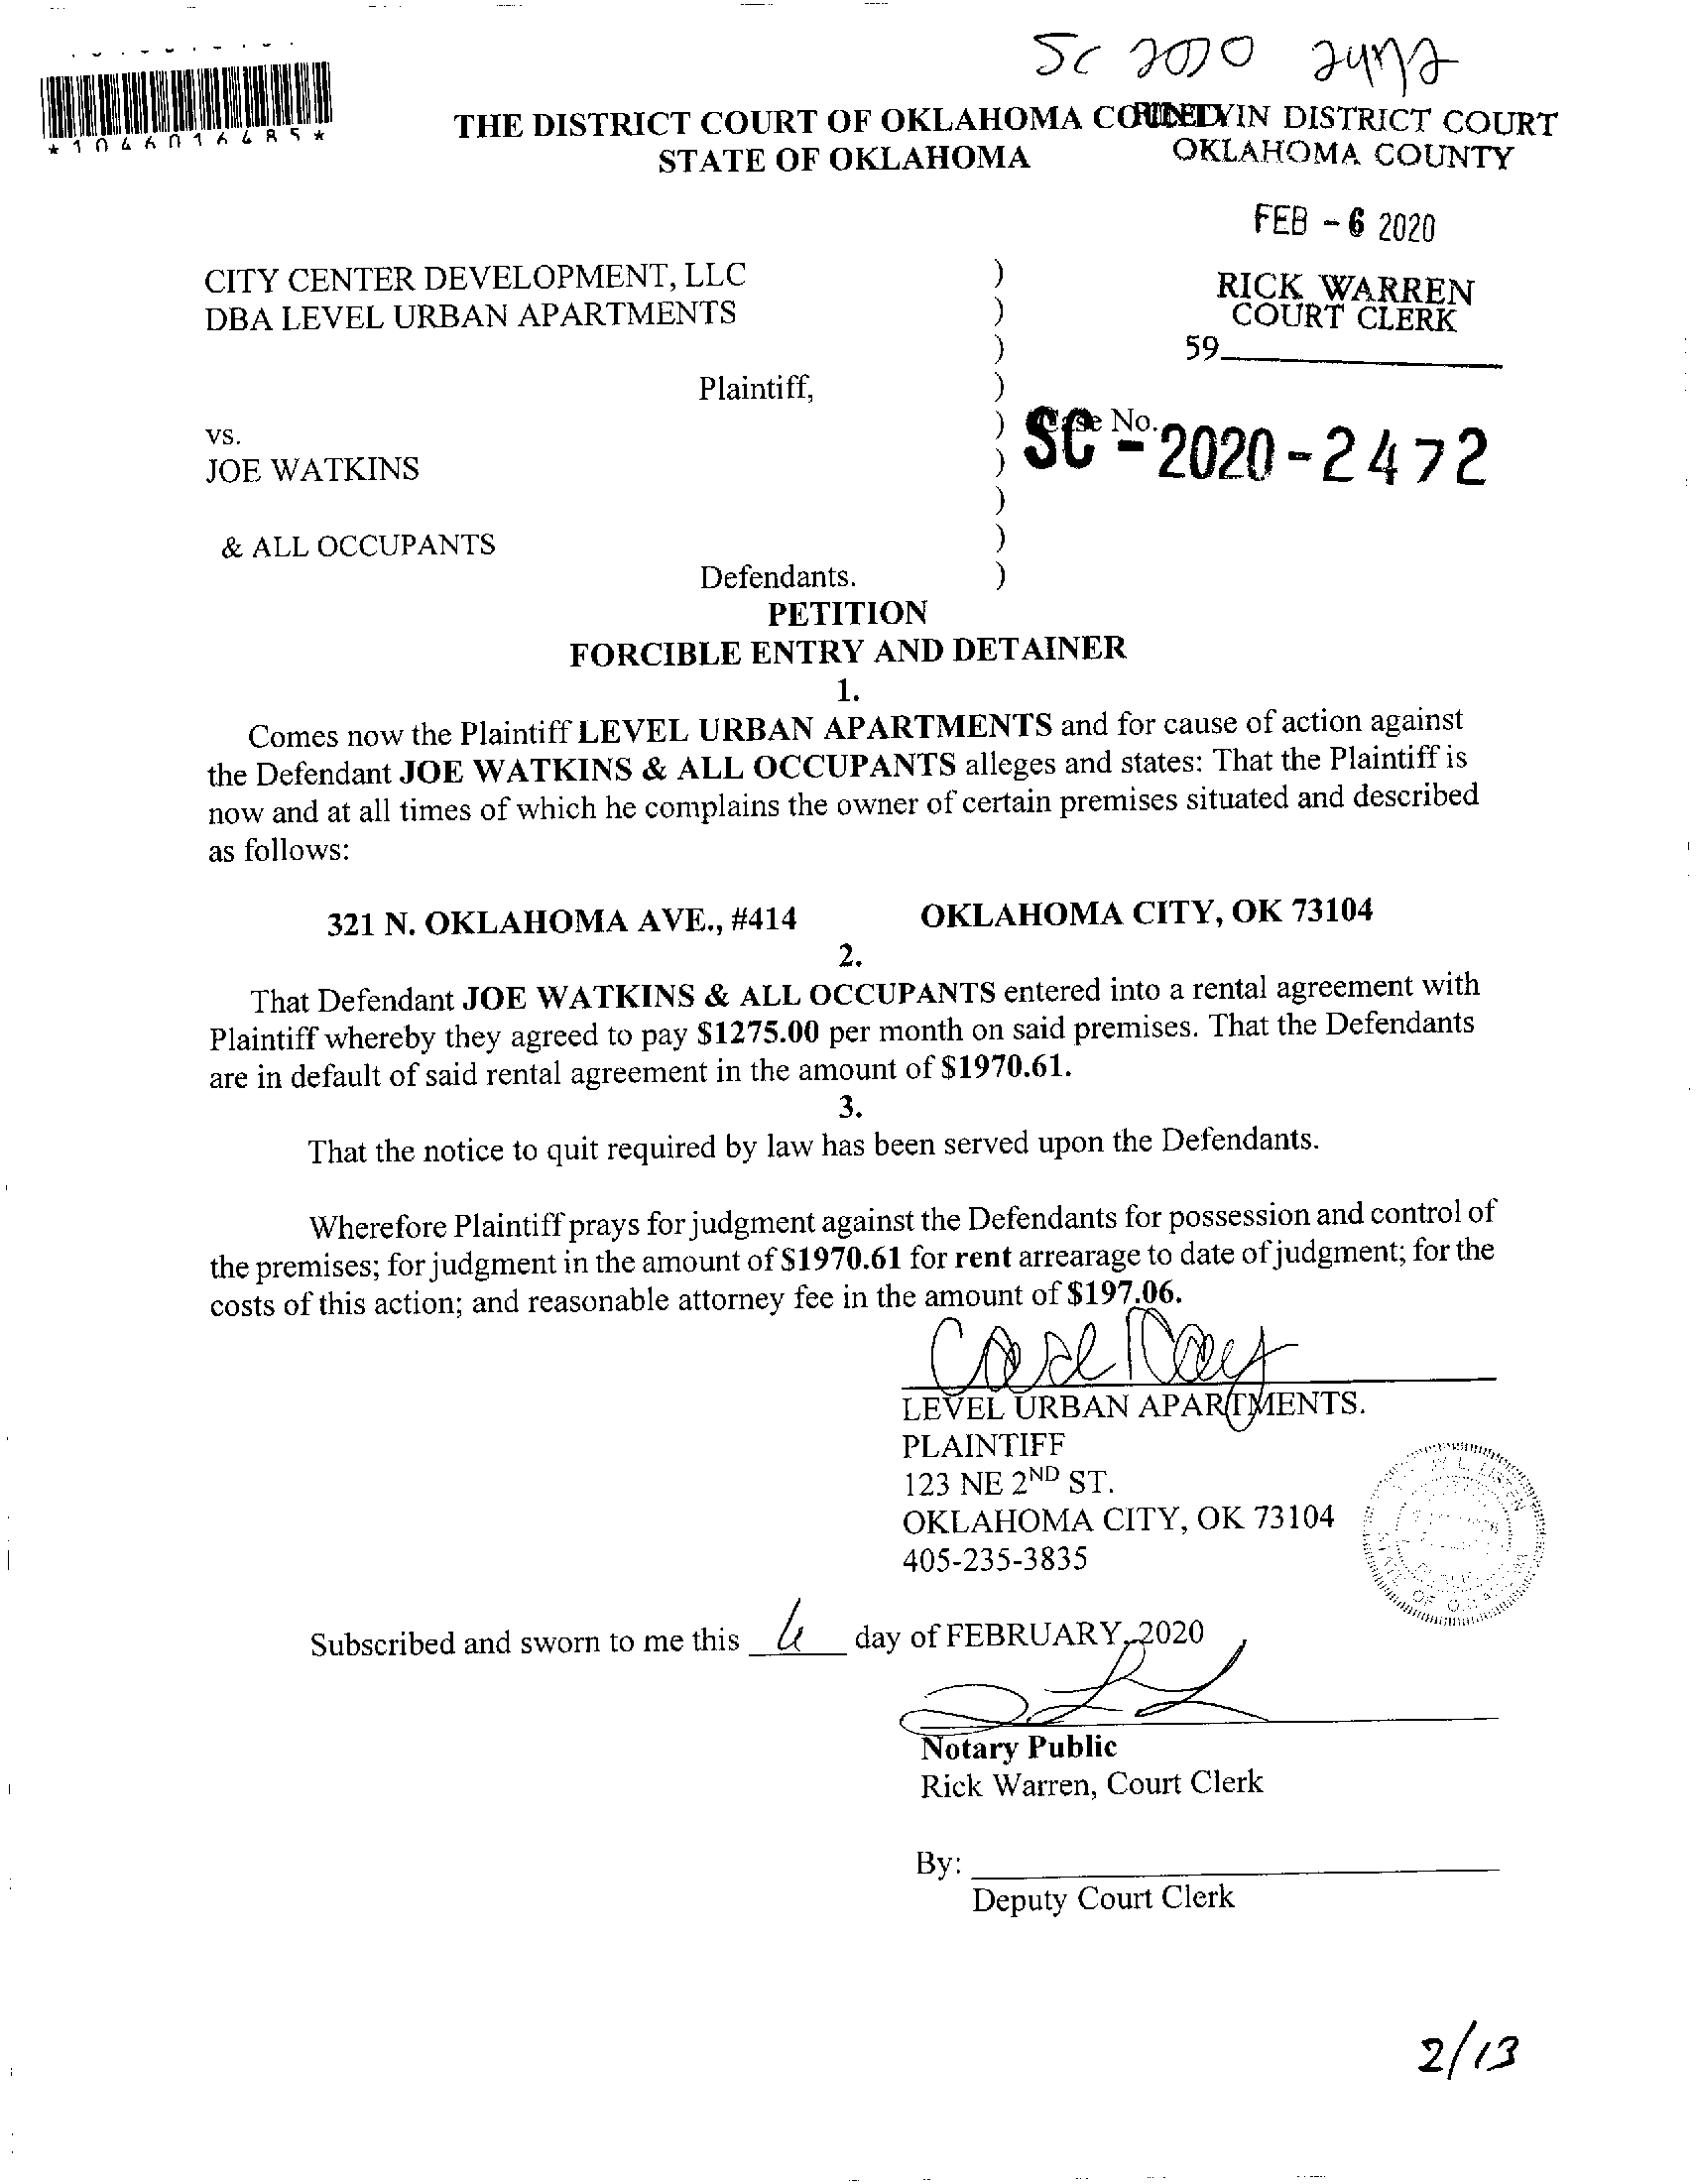 SC 2020 2472
*1046016485*
THE DISTRICT COURT OF OKLAHOMA COUNTY
STATE OF OKLAHOMA
FILED IN DISTRICT COURT
OKLAHOMA COUNTY
FEB - 6 2020
RICK WARREN
COURT CLERK
59
CITY CENTER DEVELOPMENT, LLC )
DBA LEVEL URBAN APARTMENTS )
)
Plaintiff, )
) Case No.
SC - 2020 - 2472
vs.
JOE WATKINS )
)
& ALL OCCUPANTS )
Defendants. )
PETITION
FORCIBLE ENTRY AND DETAINER
1.
Comes now the Plaintiff LEVEL URBAN APARTMENTS and for cause of action against
the Defendant JOE WATKINS & ALL OCCUPANTS alleges and states: That the Plaintiff is
now and at all times of which he complains the owner of certain premises situated and described
as follows:
321 N. OKLAHOMA AVE., #414 OKLAHOMA CITY, OK 73104
2.
That Defendant JOE WATKINS & ALL OCCUPANTS entered into a rental agreement with
Plaintiff whereby they agreed to pay $1275.00 per month on said premises. That the Defendants
are in default of said rental agreement in the amount of $1970.61.
3.
That the notice to quit required by law has been served upon the Defendants.
Wherefore Plaintiff prays for judgment against the Defendants for possession and control of
the premises; for judgment in the amount of $1970.61 for rent arrearage to date of judgment; for the
costs of this action; and reasonable attorney fee in the amount of $197.06.
LEVEL URBAN APARTMENTS.
PLAINTIFF
123 NE 2ND ST.
OKLAHOMA CITY, OK 73104
405-235-3835
STATE OF
Subscribed and sworn to me this 6 day of FEBRUARY, 2020
Notary Public
Rick Warren, Court Clerk
By:
Deputy Court Clerk
2/13